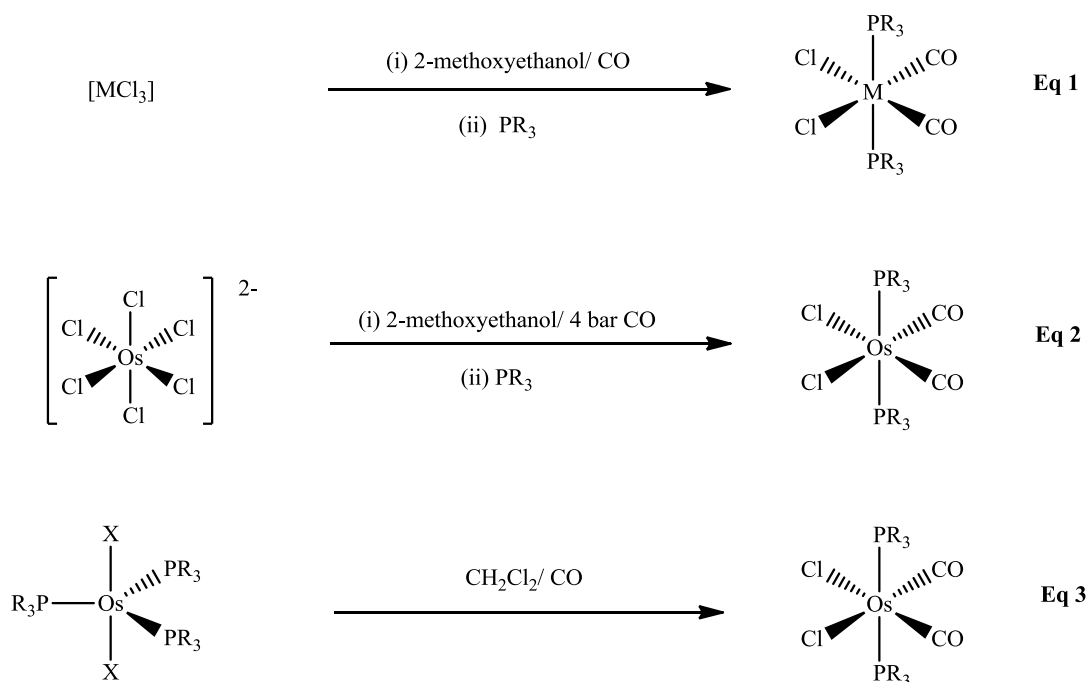 [MCl3]
(i) 2-methoxyethanol/ CO
(ii) PR3
PR3
Cl
CO
M
Cl
CO
PR3
Eq 1
2-
Cl
Cl
Cl
Os
Cl
Cl
Cl
(i) 2-methoxyethanol/ 4 bar CO
(ii) PR3
PR3
Cl
CO
Os
Cl
CO
PR3
Eq 2
X
PR3
R3P
Os
PR3
X
CH2Cl2/ CO
PR3
Cl
CO
Os
Cl
CO
PR3
Eq 3